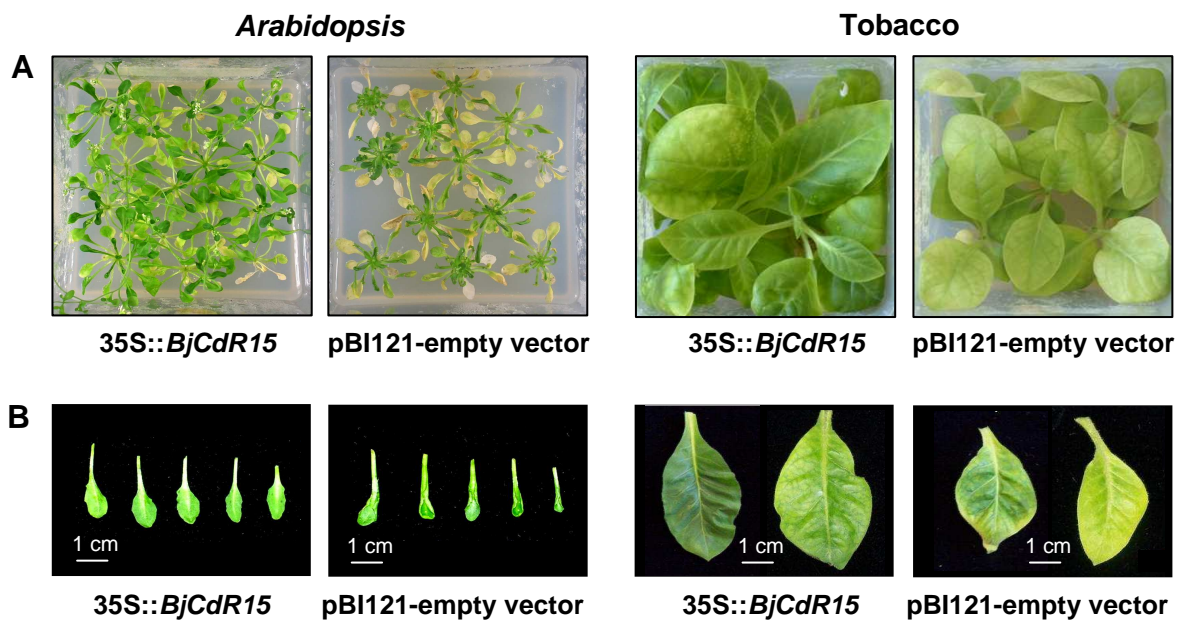 Arabidopsis Tobacco
A
35S::BjCdR15 pBI121-empty vector 35S::BjCdR15 pBI121-empty vector
B
1 cm 1 cm 1 cm 1 cm
35S::BjCdR15 pBI121-empty vector 35S::BjCdR15 pBI121-empty vector